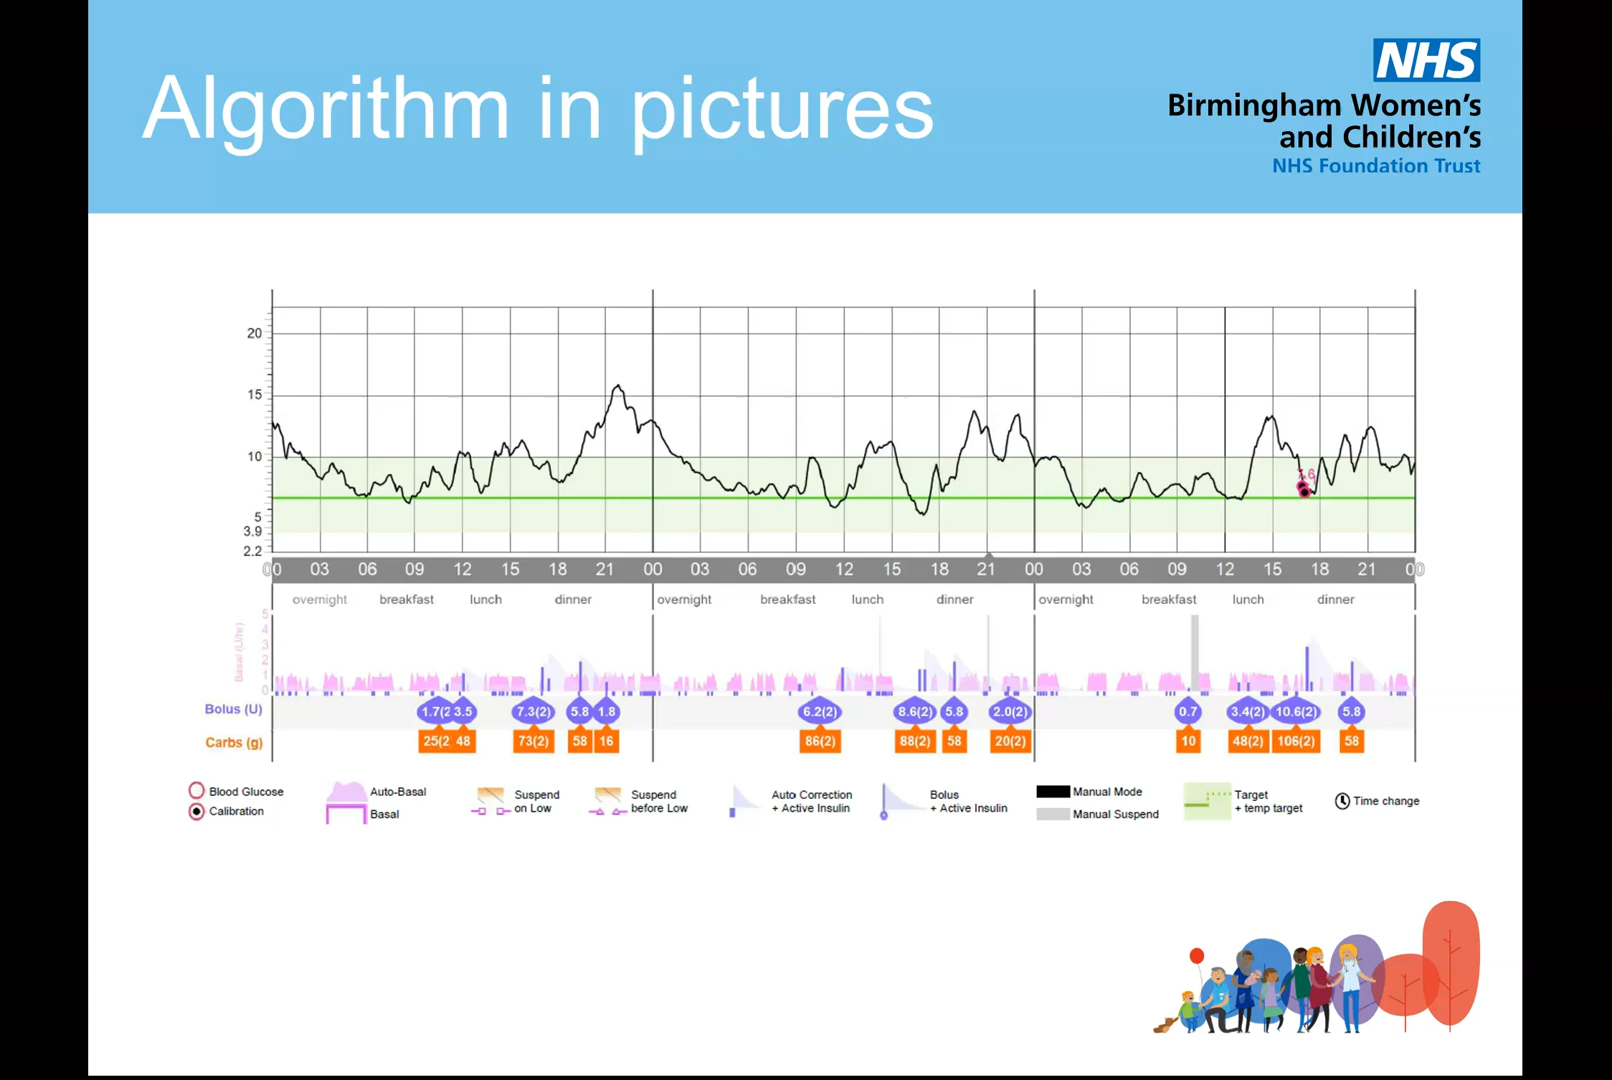 Algorithm in pictures
NHS
Birmingham Women's
and Children's
NHS Foundation Trust
20
15
10
5
3.9
2.2
00 03 06 09 12 15 18 21 00 03 06 09 12 15 18 21 00 03 06 09 12 15 18 21 00
overnight breakfast lunch dinner overnight breakfast lunch dinner overnight breakfast lunch dinner
Basal (U/hr)
5
4
3
2
1
0
Bolus (U) 1.7(2 3.5 7.3(2) 5.8 1.8 6.2(2) 8.6(2) 5.8 2.0(2) 0.7 3.4(2) 10.6(2) 5.8
Carbs (g) 25(2 48 73(2) 58 16 86(2) 88(2) 58 20(2) 10 48(2) 106(2) 58
Blood Glucose
Calibration
Auto-Basal
Basal
Suspend
on Low
Suspend
before Low
Auto Correction
+ Active Insulin
Bolus
+ Active Insulin
Manual Mode
Manual Suspend
Target
+ temp target
Time change